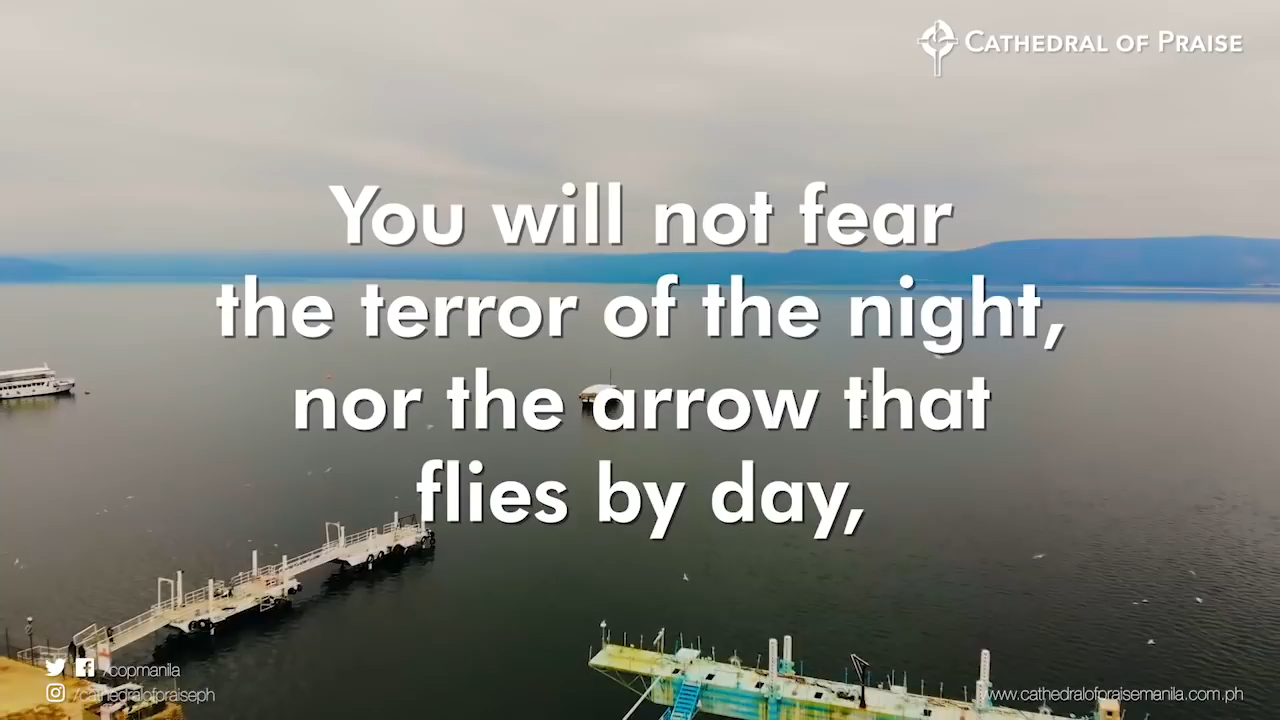 CATHEDRAL OF PRAISE
You will not fear
the terror of the night,
nor the arrow that
flies by day,
/copmanila
/cathedralofpraiseph
www.cathedralofpraisemanila.com.ph